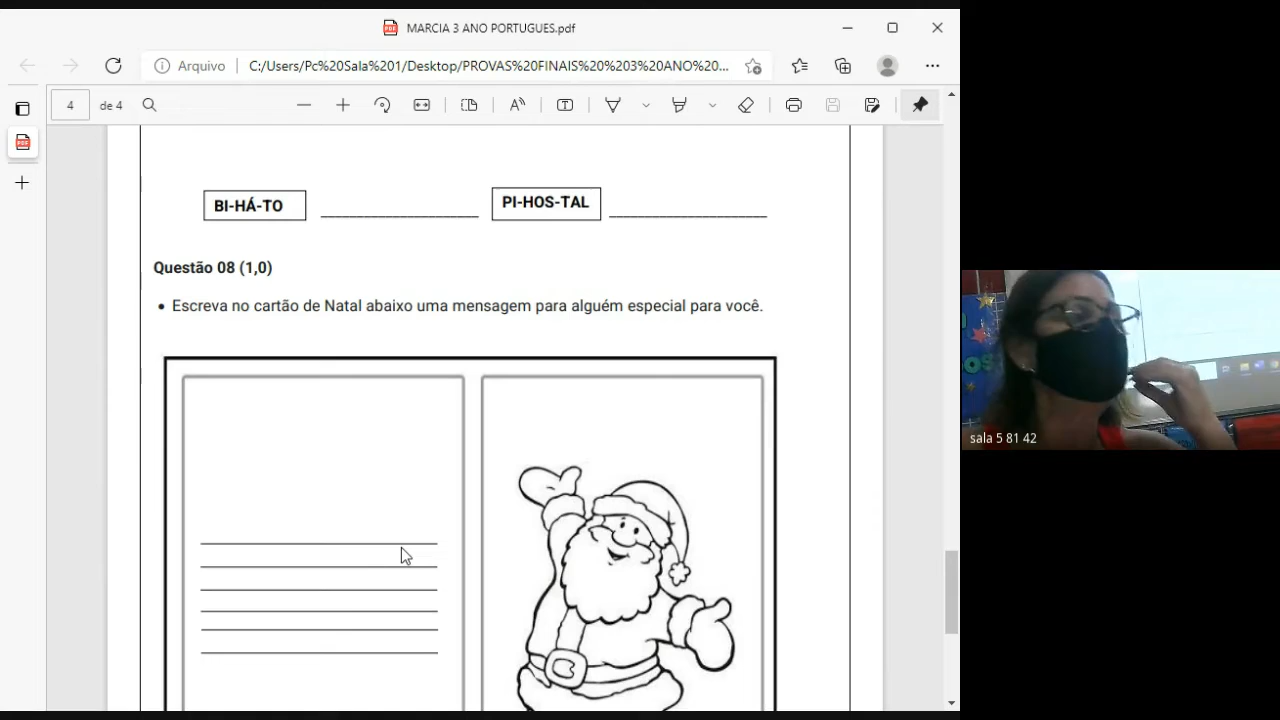 MARCIA 3 ANO PORTUGUES.pdf
Arquivo | C:/Users/Pc%20Sala%201/Desktop/PROVAS%20FINAIS%20%203%20ANO%20...
4 de 4
BI-HÁ-TO ____________________ PI-HOS-TAL ____________________
Questão 08 (1,0)
• Escreva no cartão de Natal abaixo uma mensagem para alguém especial para você.
sala 5 81 42